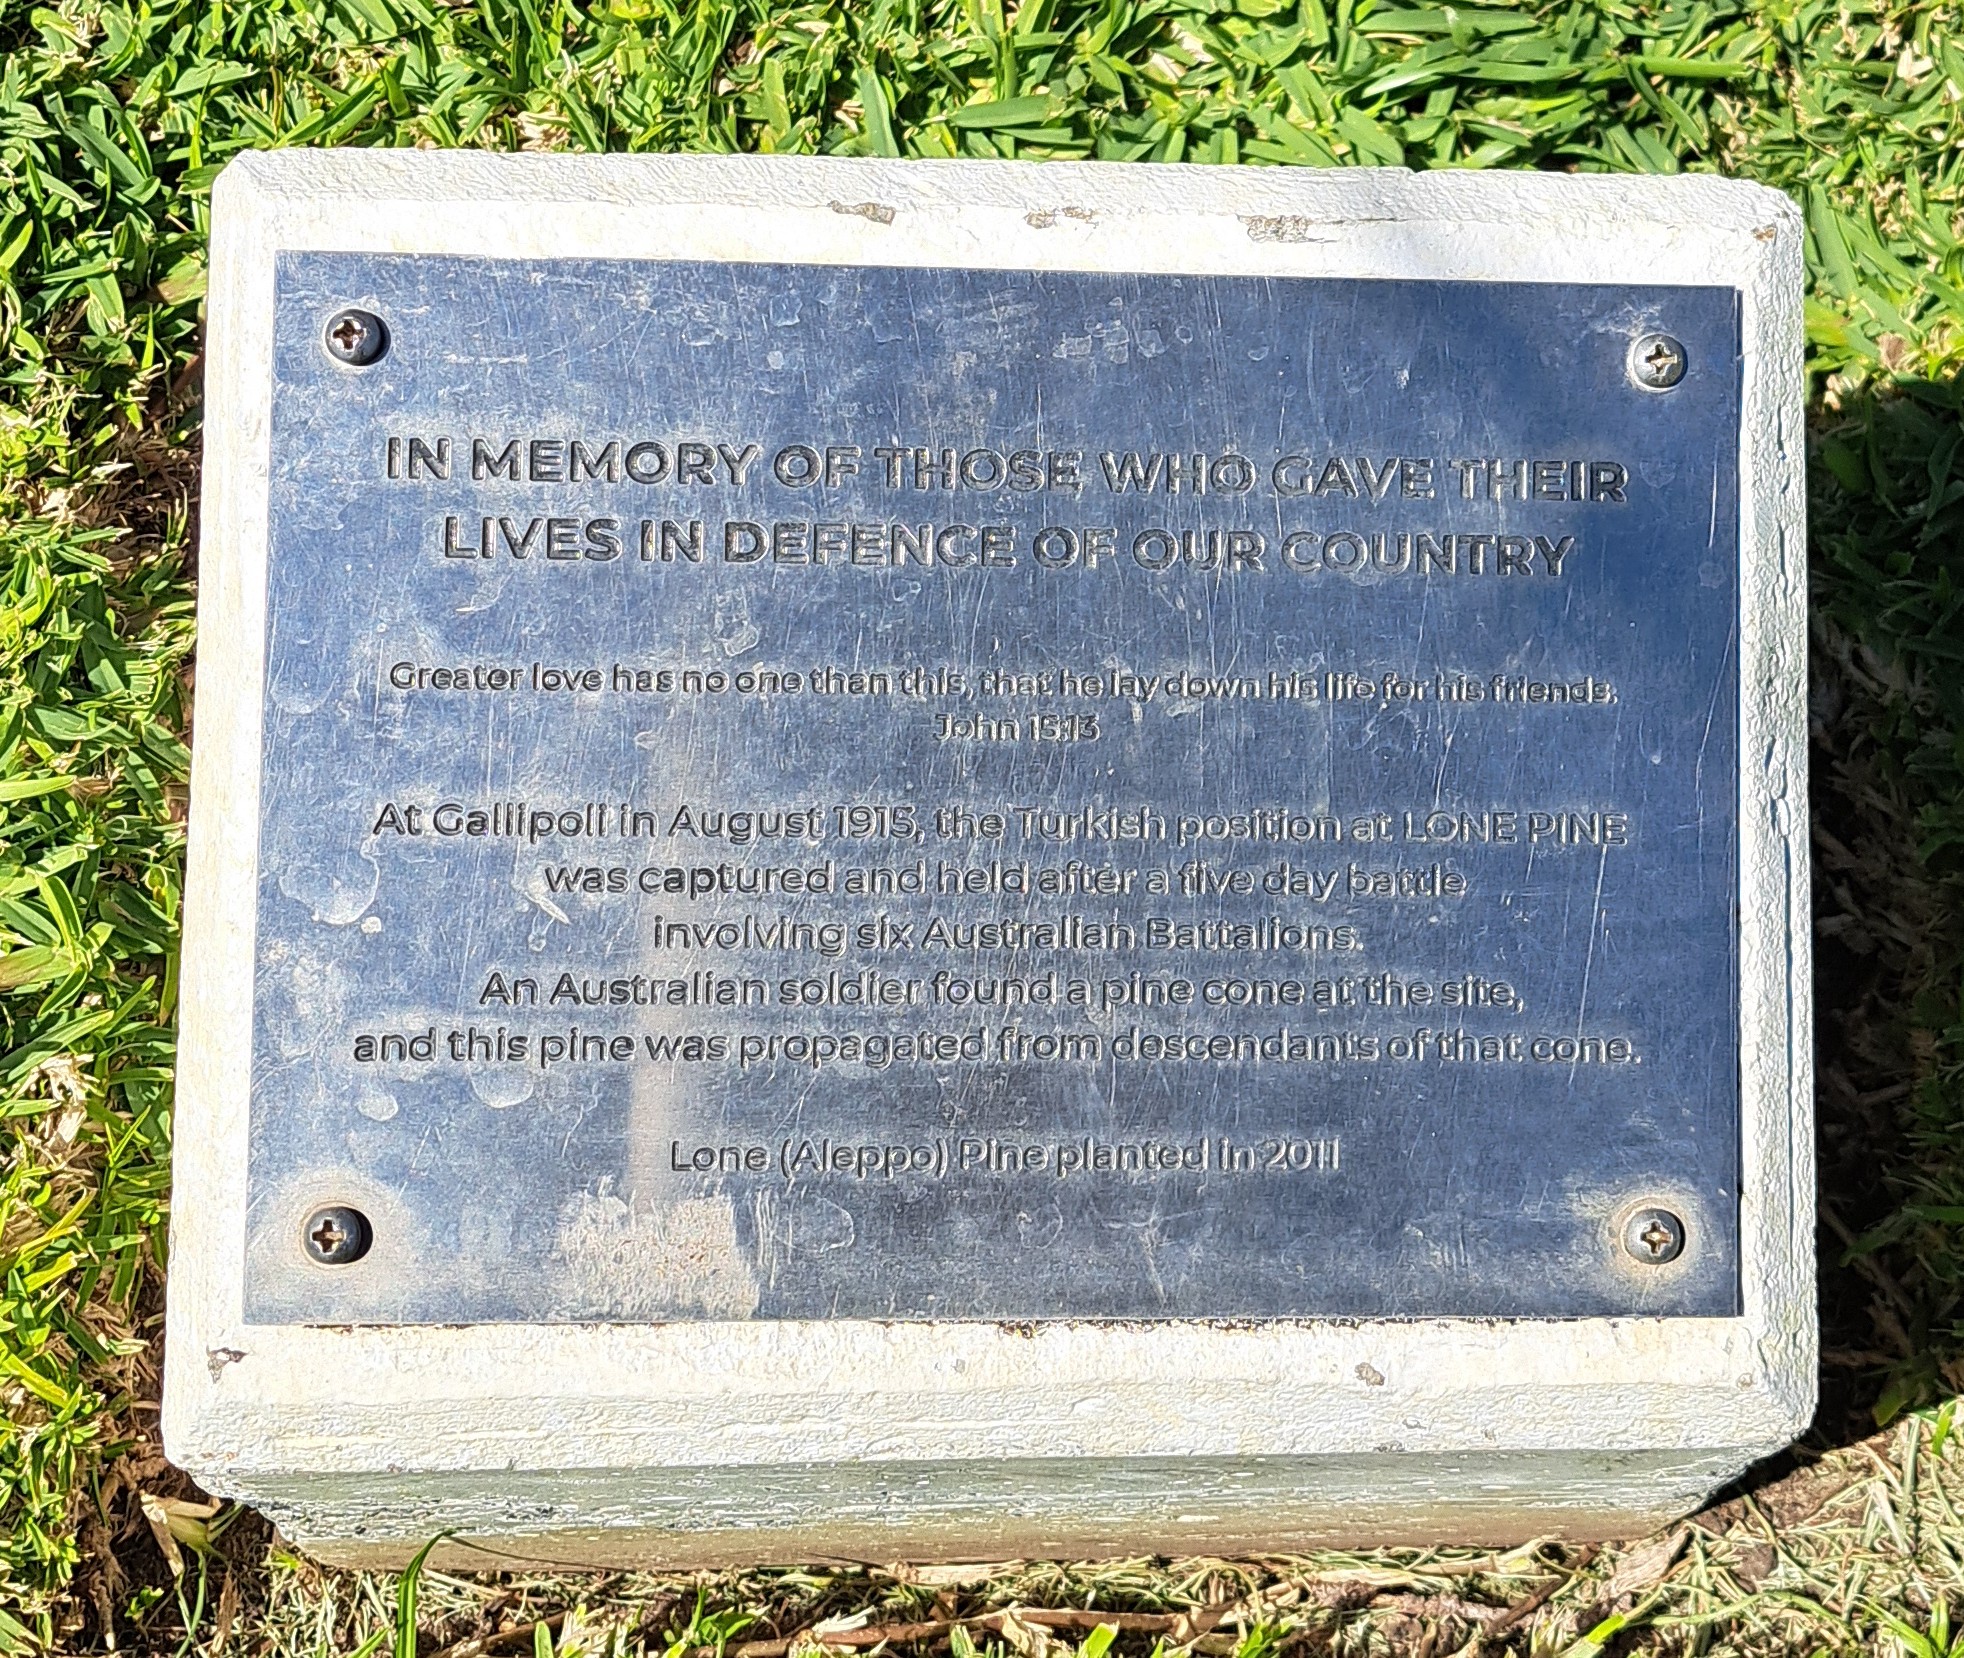 IN MEMORY OF THOSE WHO GAVE THEIR
LIVES IN DEFENCE OF OUR COUNTRY
Greater love has no one than this, that he lay down his life for his friends.
John 15:13
At Gallipoli in August 1915, the Turkish position at LONE PINE
was captured and held after a five day battle
involving six Australian Battalions.
An Australian soldier found a pine cone at the site,
and this pine was propagated from descendants of that cone.
Lone (Aleppo) Pine planted in 2011